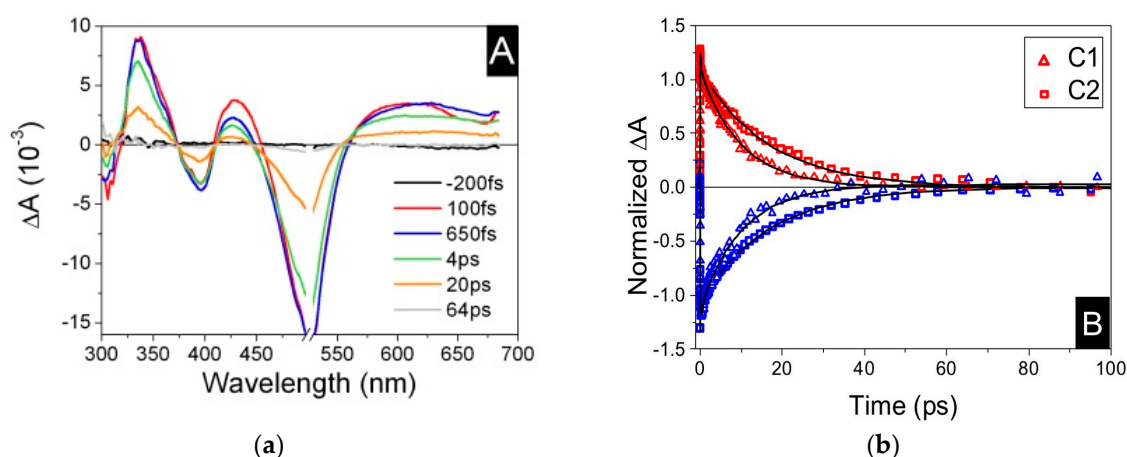 A
10
5
0
-5
-10
-15
ΔA (10⁻³)
-200fs
100fs
650fs
4ps
20ps
64ps
300 350 400 450 550 600 650 700
Wavelength (nm)
(a)
1.5
1.0
0.5
0.0
-0.5
-1.0
-1.5
Normalized ΔA
C1
C2
B
0 20 40 60 80 100
Time (ps)
(b)